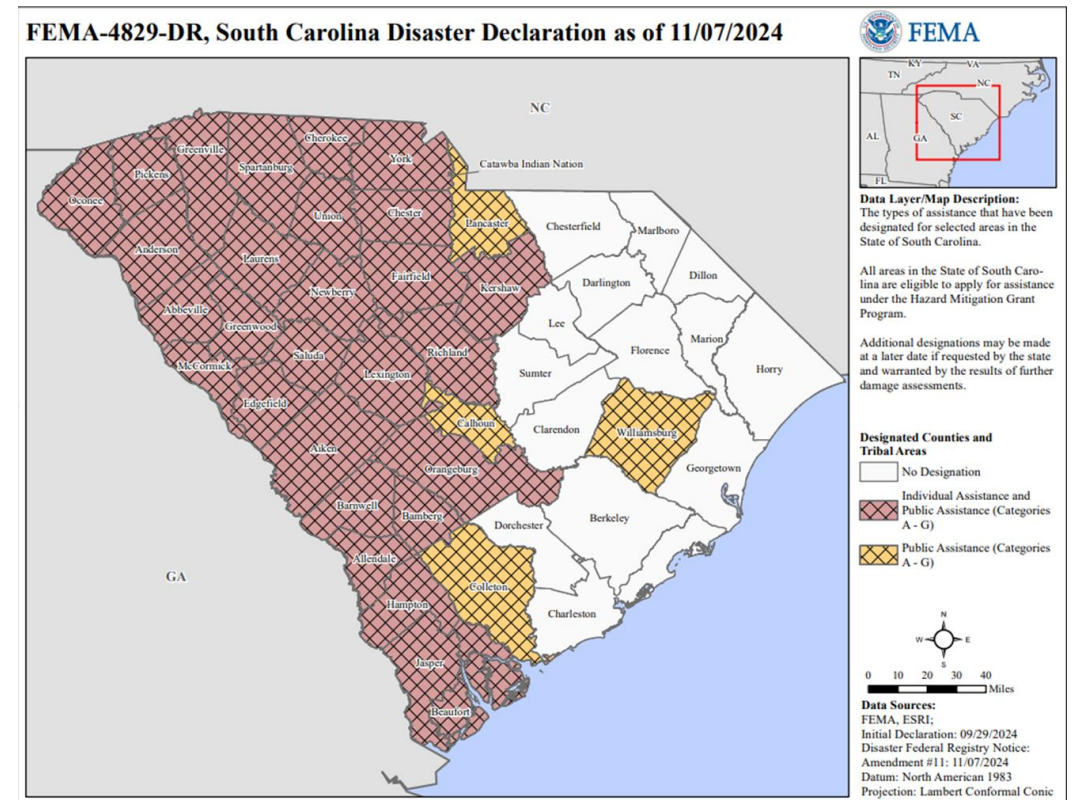 FEMA-4829-DR, South Carolina Disaster Declaration as of 11/07/2024
FEMA
NC
Catawba Indian Nation
Cherokee
Greenville
York
Spartanburg
Pickens
Oconee
Chester
Union
Lancaster
Chesterfield
Marlboro
Anderson
Laurens
Fairfield
Kershaw
Darlington
Dillon
Newberry
Abbeville
Greenwood
Lee
Marion
Florence
Richland
Saluda
McCormick
Lexington
Sumter
Horry
Edgefield
Calhoun
Clarendon
Williamsburg
Aiken
Orangeburg
Georgetown
Barnwell
Bamberg
Dorchester
Berkeley
Allendale
GA
Colleton
Hampton
Charleston
Jasper
Beaufort
KY
VA
TN
NC
SC
AL
GA
FL
Data Layer/Map Description:
The types of assistance that have been
designated for selected areas in the
State of South Carolina.
All areas in the State of South Caro-
lina are eligible to apply for assistance
under the Hazard Mitigation Grant
Program.
Additional designations may be made
at a later date if requested by the state
and warranted by the results of further
damage assessments.
Designated Counties and
Tribal Areas
No Designation
Individual Assistance and
Public Assistance (Categories
A - G)
Public Assistance (Categories
A - G)
N
W E
S
0 10 20 30 40
Miles
Data Sources:
FEMA, ESRI;
Initial Declaration: 09/29/2024
Disaster Federal Registry Notice:
Amendment #11: 11/07/2024
Datum: North American 1983
Projection: Lambert Conformal Conic